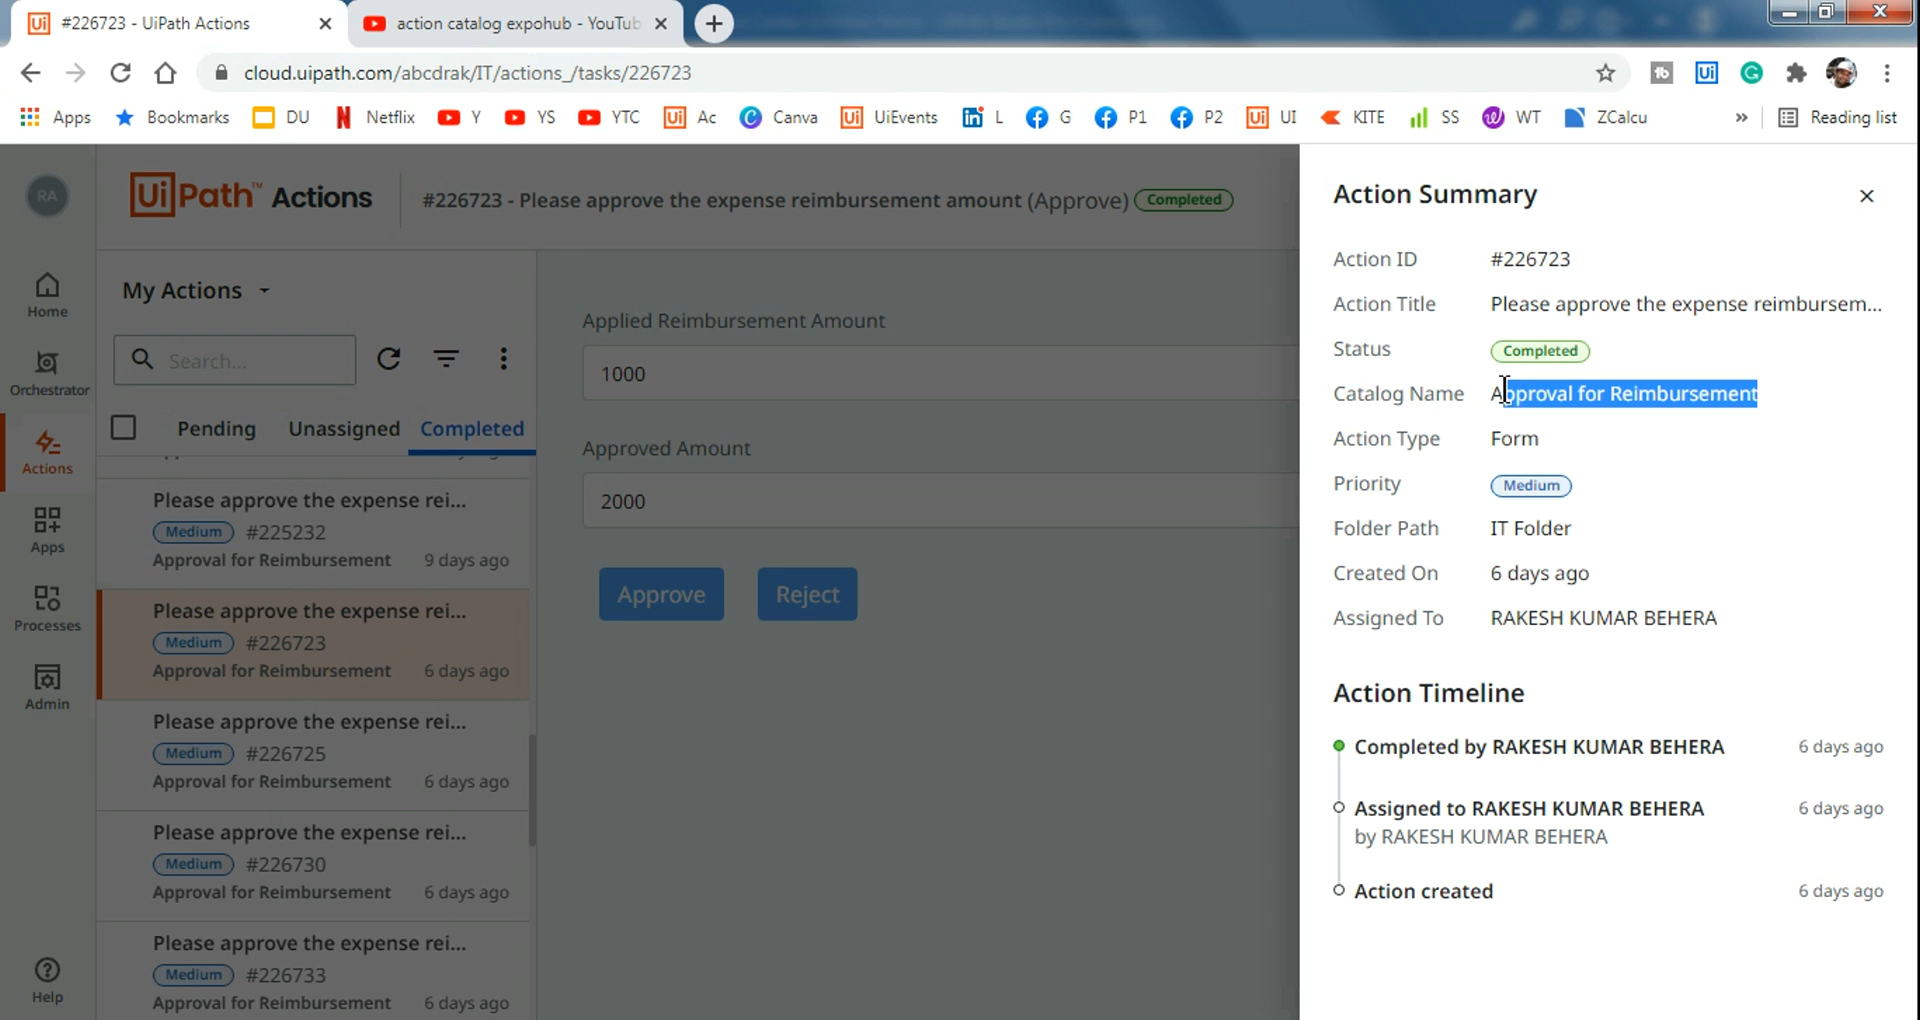 #226723 - UiPath Actions
action catalog expohub - YouTub
cloud.uipath.com/abcdrak/IT/actions_/tasks/226723
Apps
Bookmarks
DU
Netflix
Y
YS
YTC
Ac
Canva
UiEvents
L
G
P1
P2
UI
KITE
SS
WT
ZCalcu
»
Reading list
RA
UiPath™ Actions
#226723 - Please approve the expense reimbursement amount (Approve) Completed
Home
Orchestrator
Actions
Apps
Processes
Admin
Help
My Actions
Search...
Pending Unassigned Completed
Please approve the expense rei...
Medium #225232
Approval for Reimbursement 9 days ago
Please approve the expense rei...
Medium #226723
Approval for Reimbursement 6 days ago
Please approve the expense rei...
Medium #226725
Approval for Reimbursement 6 days ago
Please approve the expense rei...
Medium #226730
Approval for Reimbursement 6 days ago
Please approve the expense rei...
Medium #226733
Approval for Reimbursement 6 days ago
Applied Reimbursement Amount
1000
Approved Amount
2000
Approve Reject
Action Summary
Action ID #226723
Action Title Please approve the expense reimbursem...
Status Completed
Catalog Name Approval for Reimbursement
Action Type Form
Priority Medium
Folder Path IT Folder
Created On 6 days ago
Assigned To RAKESH KUMAR BEHERA
Action Timeline
Completed by RAKESH KUMAR BEHERA 6 days ago
Assigned to RAKESH KUMAR BEHERA 6 days ago
by RAKESH KUMAR BEHERA
Action created 6 days ago